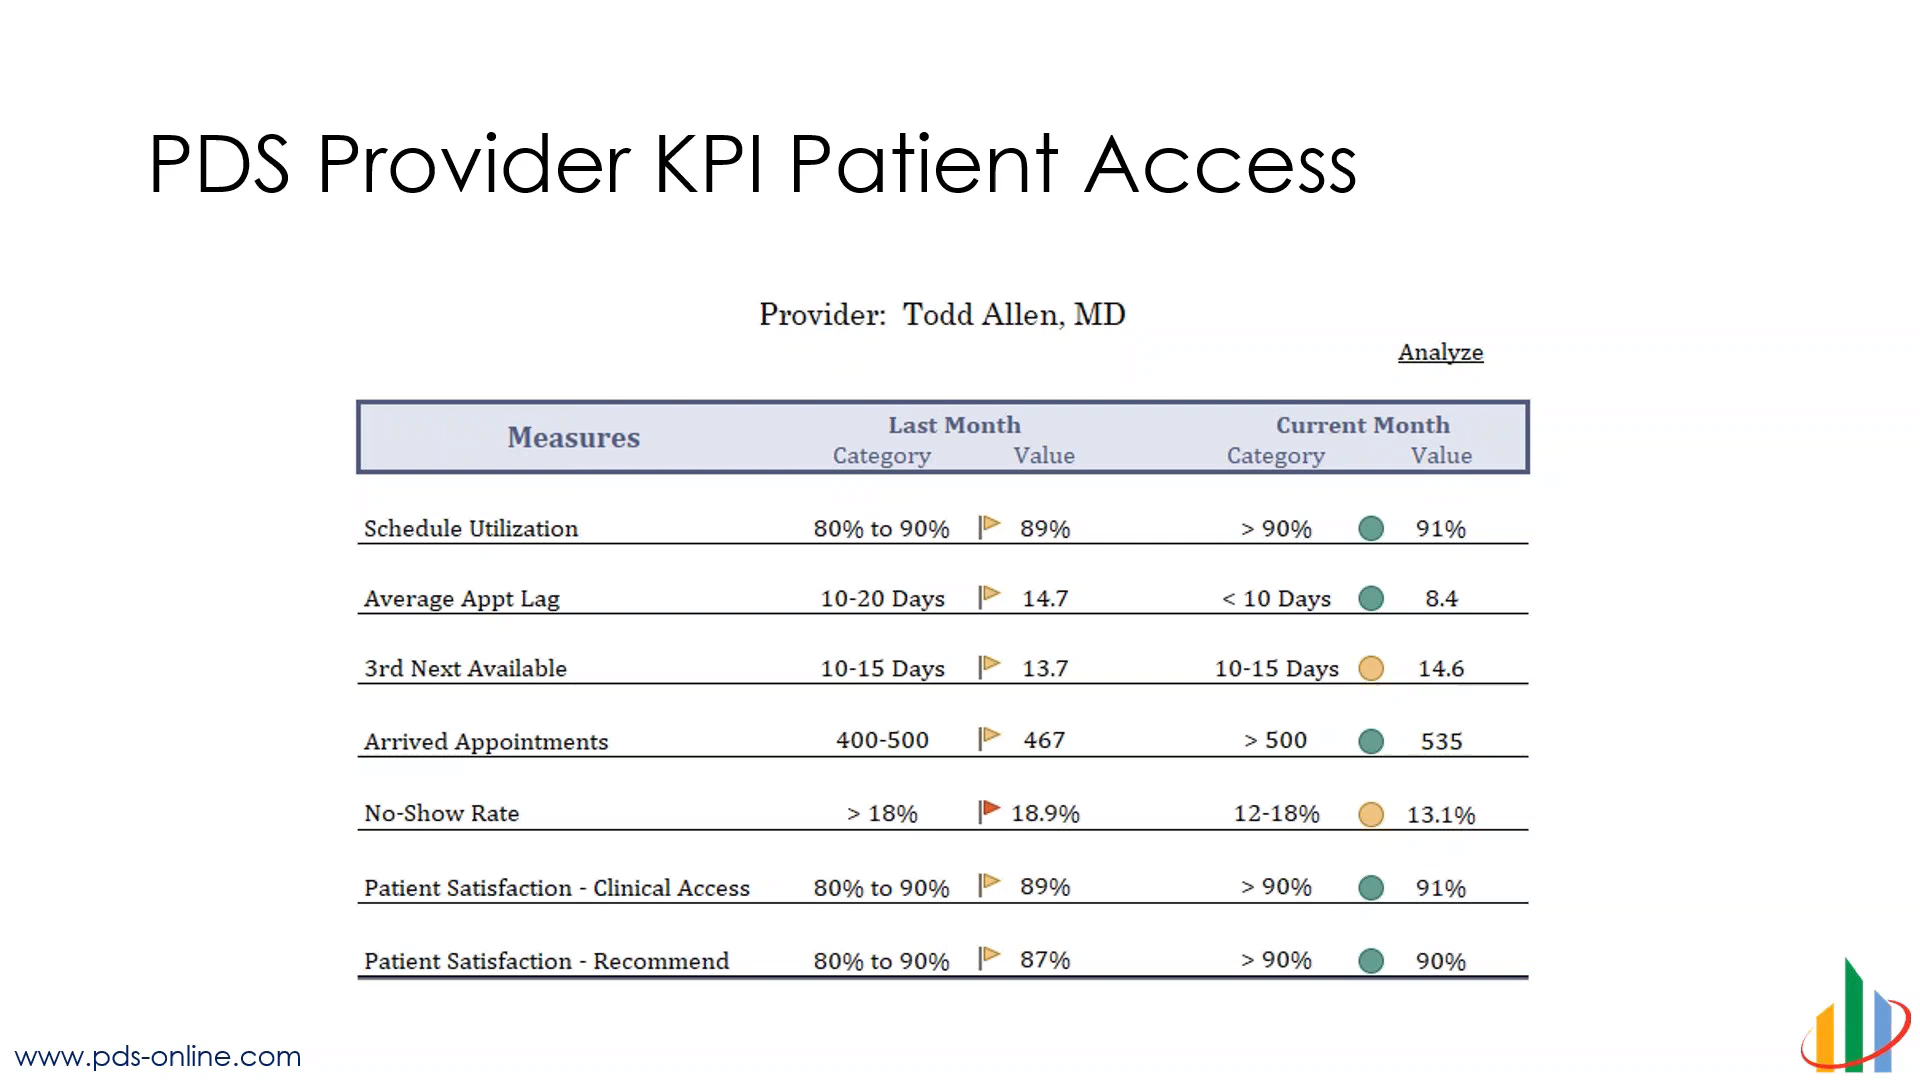 PDS Provider KPI Patient Access
Provider: Todd Allen, MD
Analyze
Measures
Last Month
Current Month
Category Value Category Value
Schedule Utilization 80% to 90% 89% > 90% 91%
Average Appt Lag 10-20 Days 14.7 < 10 Days 8.4
3rd Next Available 10-15 Days 13.7 10-15 Days 14.6
Arrived Appointments 400-500 467 > 500 535
No-Show Rate > 18% 18.9% 12-18% 13.1%
Patient Satisfaction - Clinical Access 80% to 90% 89% > 90% 91%
Patient Satisfaction - Recommend 80% to 90% 87% > 90% 90%
www.pds-online.com